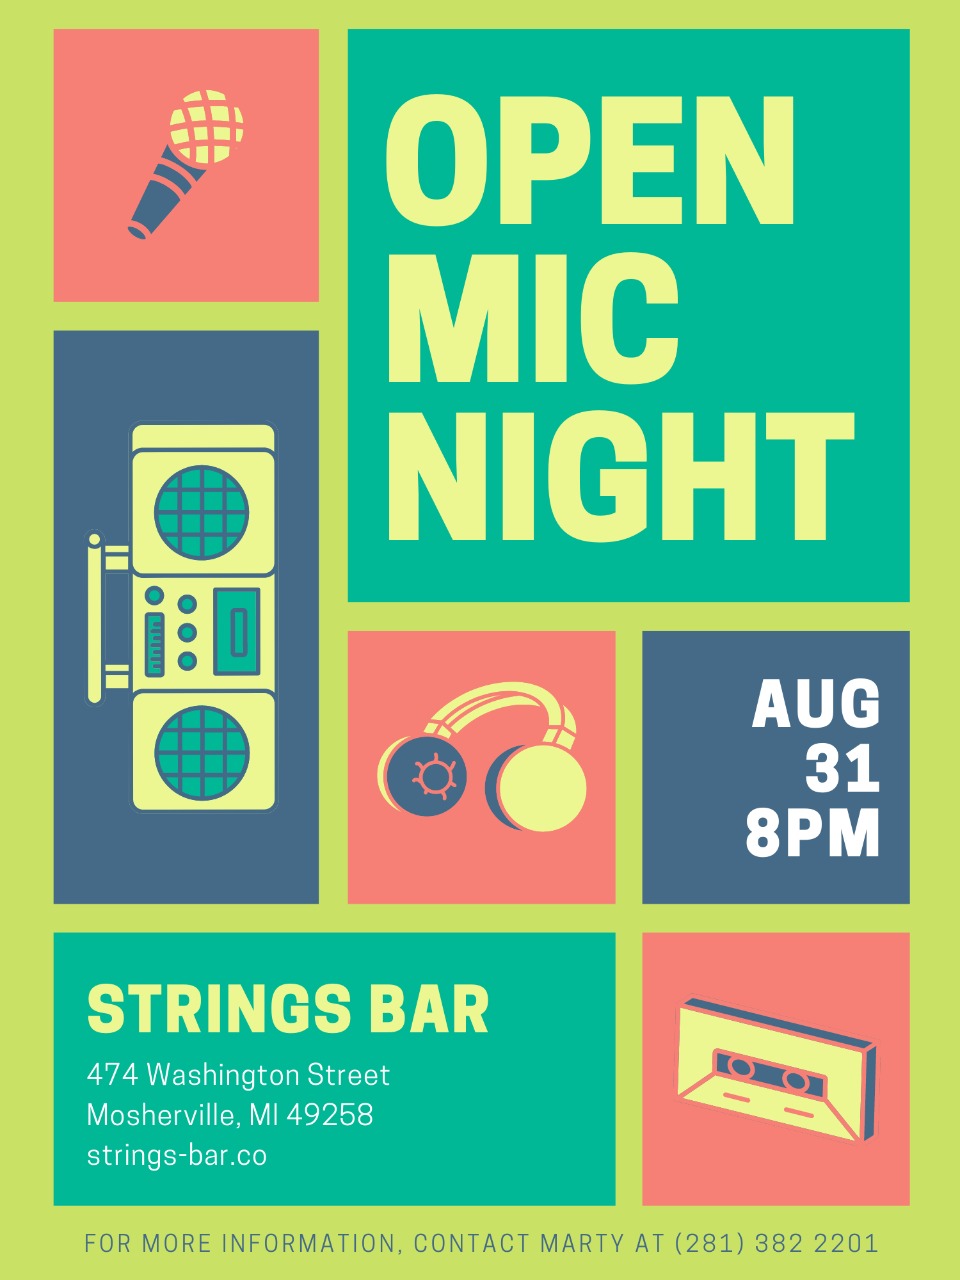 OPEN
MIC
NIGHT
AUG
31
8PM
STRINGS BAR
474 Washington Street
Mosherville, MI 49258
strings-bar.co
FOR MORE INFORMATION, CONTACT MARTY AT (281) 382 2201